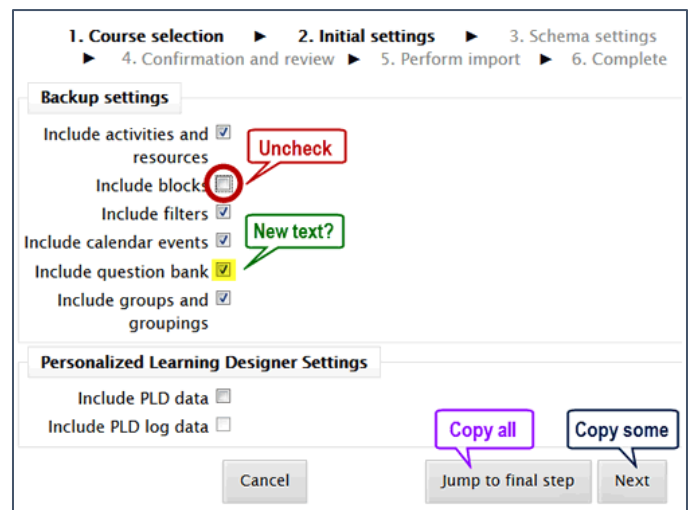 1. Course selection ► 2. Initial settings ► 3. Schema settings
► 4. Confirmation and review ► 5. Perform import ► 6. Complete
Backup settings
Include activities and
resources
Uncheck
Include blocks
Include filters
New text?
Include calendar events
Include question bank
Include groups and
groupings
Personalized Learning Designer Settings
Include PLD data
Include PLD log data
Copy all Copy some
Cancel Jump to final step Next